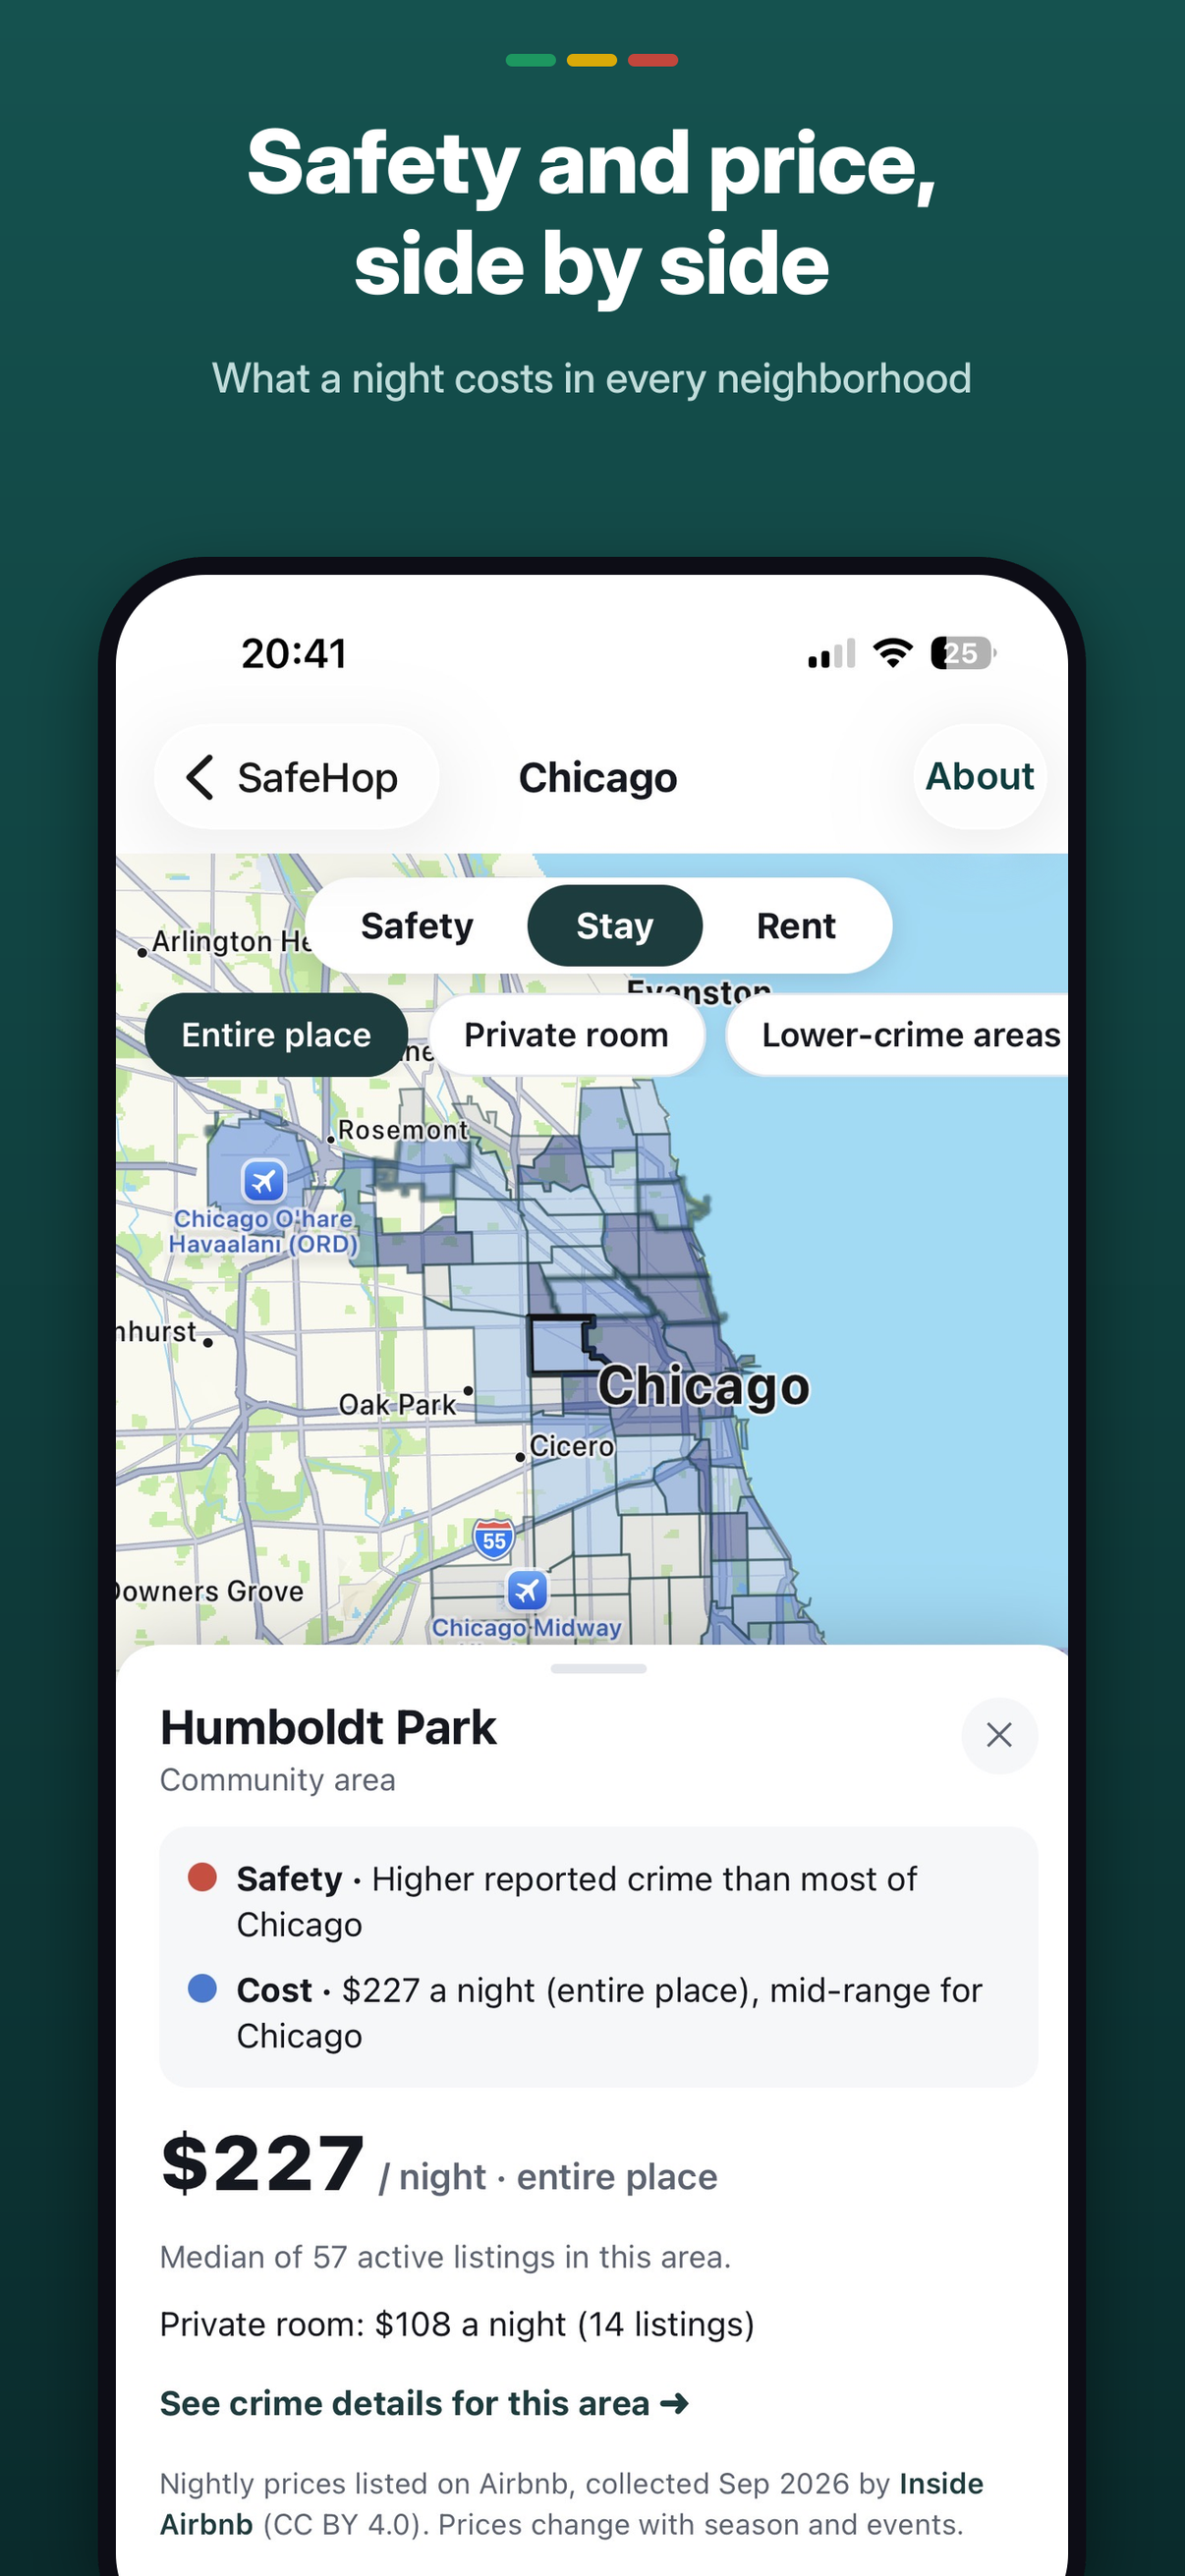 Safety and price,
side by side
What a night costs in every neighborhood
20:41
25
SafeHop
Chicago
About
Safety
Stay
Rent
Arlington He
Evanston
Entire place
Private room
Lower-crime areas
Rosemont
Chicago O'hare
Havaalanı (ORD)
nhurst
Chicago
Oak Park
Cicero
55
Downers Grove
Chicago Midway
Humboldt Park
Community area
Safety · Higher reported crime than most of
Chicago
Cost · $227 a night (entire place), mid-range for
Chicago
$227 / night · entire place
Median of 57 active listings in this area.
Private room: $108 a night (14 listings)
See crime details for this area ➜
Nightly prices listed on Airbnb, collected Sep 2026 by Inside
Airbnb (CC BY 4.0). Prices change with season and events.